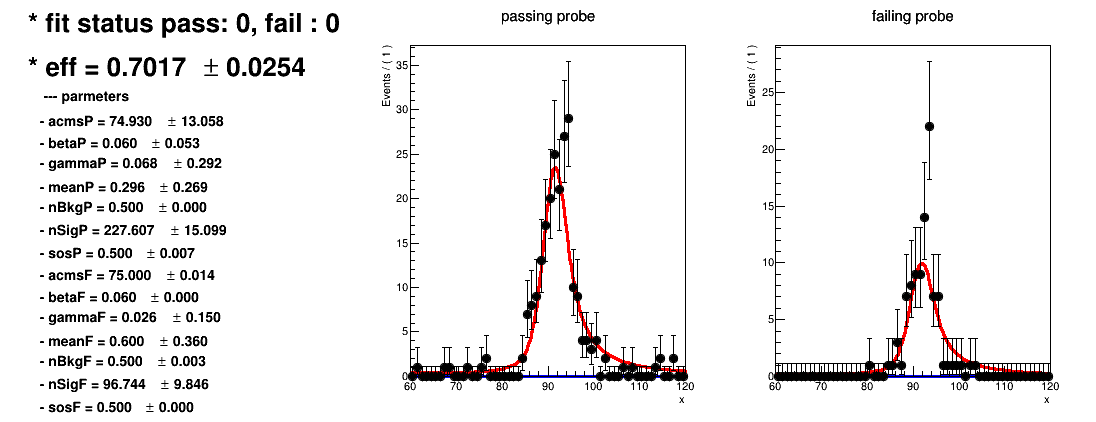 * fit status pass: 0, fail : 0
* eff = 0.7017 ± 0.0254
--- parmeters
- acmsP = 74.930 ± 13.058
- betaP = 0.060 ± 0.053
- gammaP = 0.068 ± 0.292
- meanP = 0.296 ± 0.269
- nBkgP = 0.500 ± 0.000
- nSigP = 227.607 ± 15.099
- sosP = 0.500 ± 0.007
- acmsF = 75.000 ± 0.014
- betaF = 0.060 ± 0.000
- gammaF = 0.026 ± 0.150
- meanF = 0.600 ± 0.360
- nBkgF = 0.500 ± 0.003
- nSigF = 96.744 ± 9.846
- sosF = 0.500 ± 0.000
passing probe
Events / ( 1 )
35
30
25
20
15
10
5
0
60 70 80 90 100 110 120
x
failing probe
Events / ( 1 )
25
20
15
10
5
0
60 70 80 90 100 110 120
x